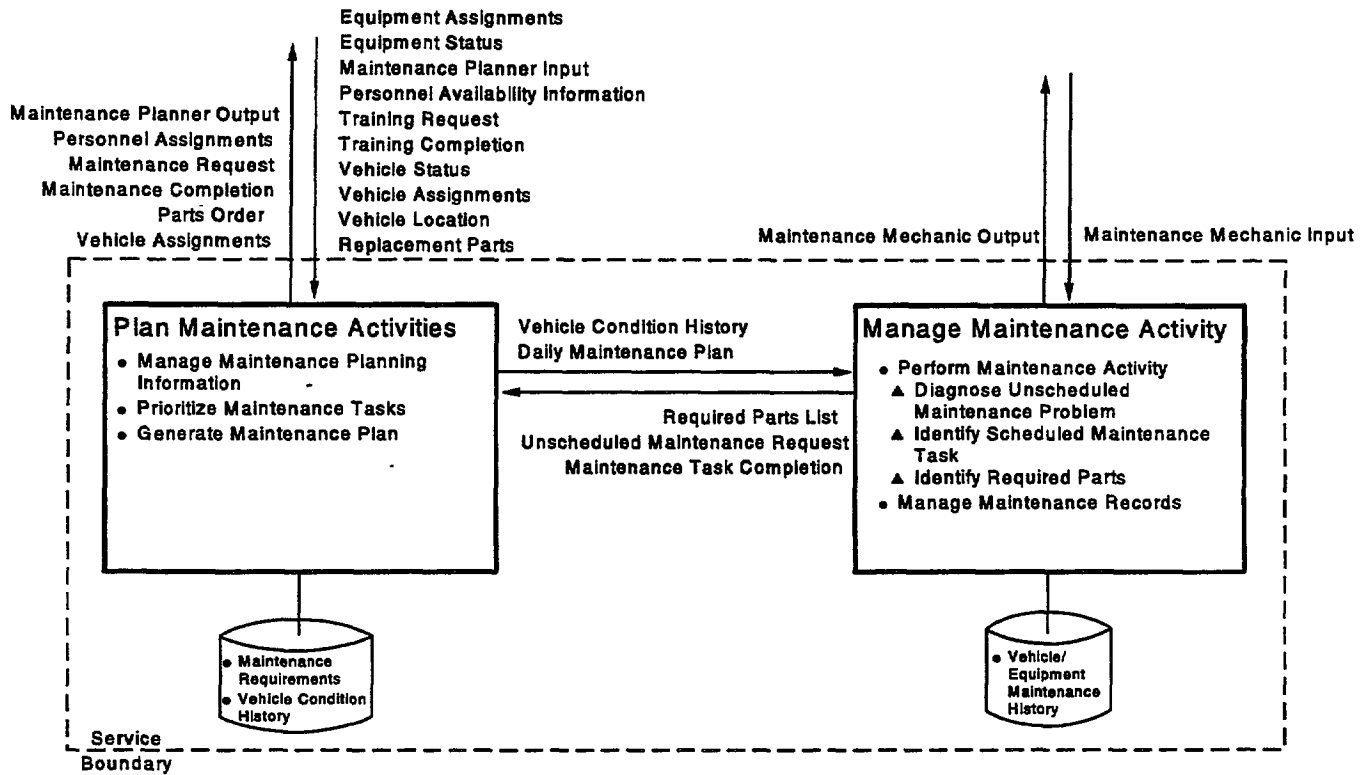 Equipment Assignments
Equipment Status
Maintenance Planner Input
Personnel Availability Information
Training Request
Training Completion
Vehicle Status
Vehicle Assignments
Vehicle Location
Replacement Parts
Maintenance Planner Output
Personnel Assignments
Maintenance Request
Maintenance Completion
Parts Order
Vehicle Assignments
Maintenance Mechanic Output
Maintenance Mechanic Input
Plan Maintenance Activities
• Manage Maintenance Planning
Information
• Prioritize Maintenance Tasks
• Generate Maintenance Plan
Vehicle Condition History
Daily Maintenance Plan
Required Parts List
Unscheduled Maintenance Request
Maintenance Task Completion
Manage Maintenance Activity
• Perform Maintenance Activity
▲ Diagnose Unscheduled
Maintenance Problem
▲ Identify Scheduled Maintenance
Task
▲ Identify Required Parts
• Manage Maintenance Records
• Maintenance
Requirements
• Vehicle Condition
History
• Vehicle/
Equipment
Maintenance
History
Service
Boundary